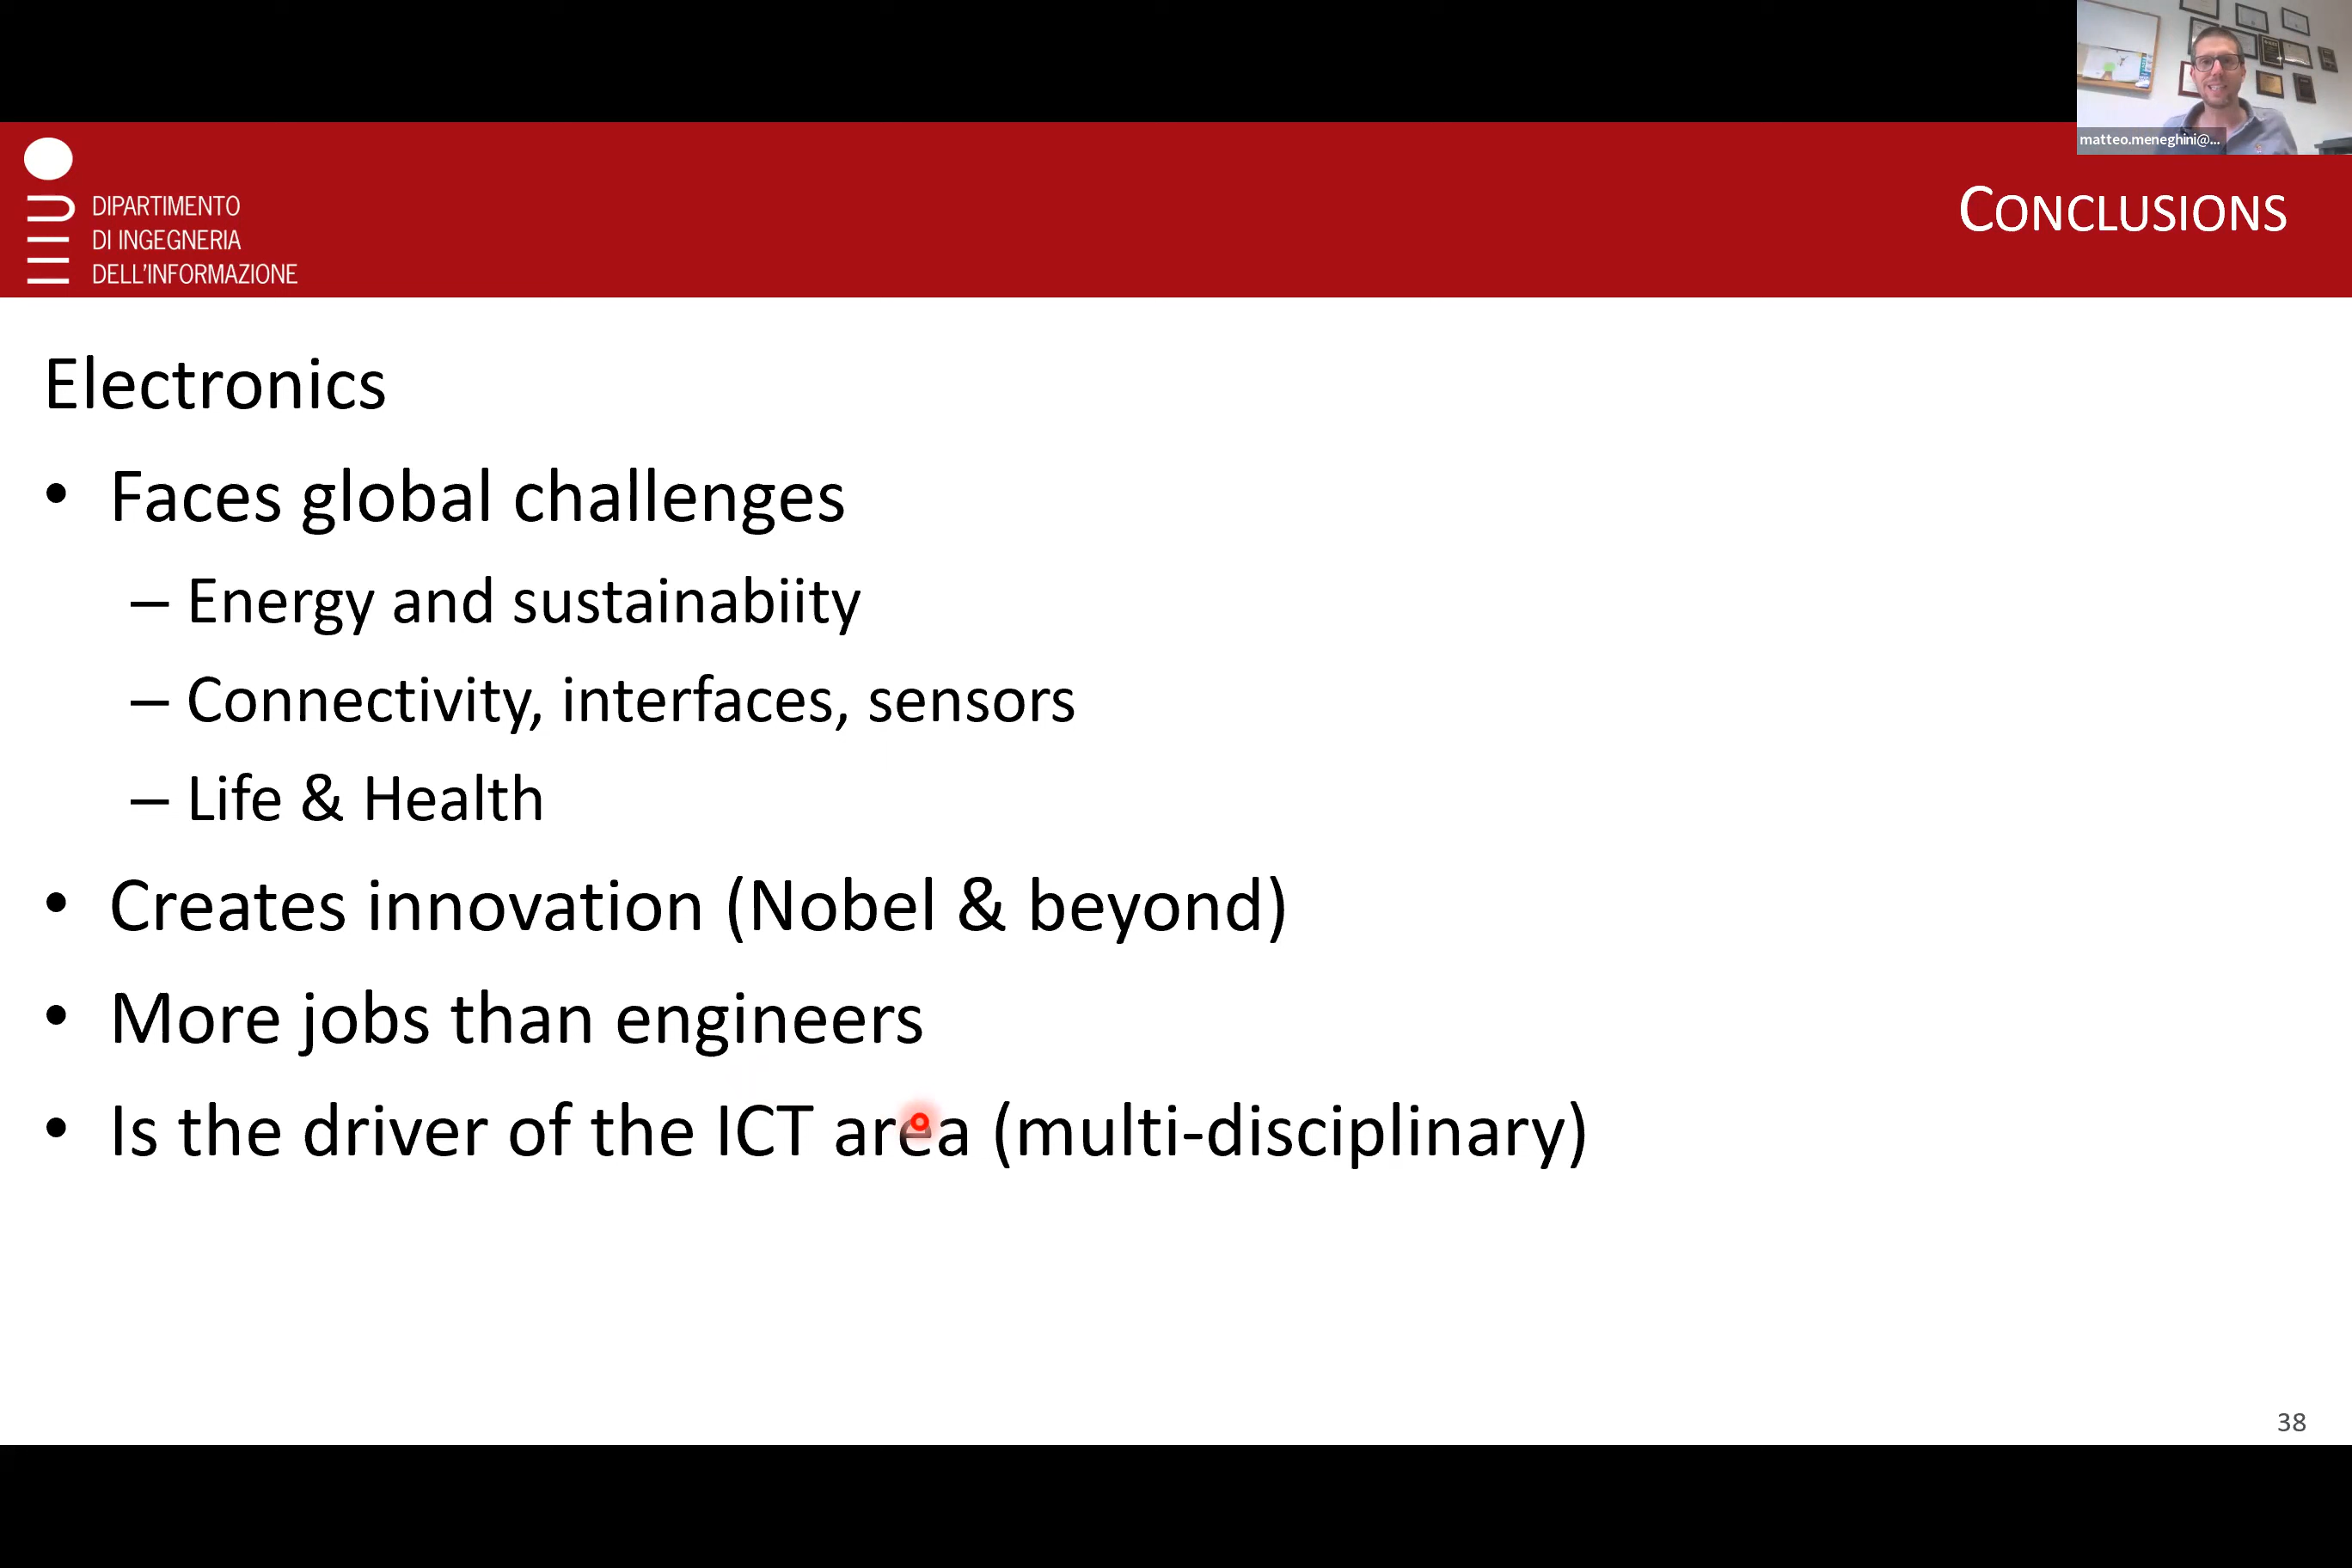 matteo.meneghini@...
CONCLUSIONS
DIPARTIMENTO
DI INGEGNERIA
DELL'INFORMAZIONE
Electronics
• Faces global challenges
– Energy and sustainabiity
– Connectivity, interfaces, sensors
– Life & Health
• Creates innovation (Nobel & beyond)
• More jobs than engineers
• Is the driver of the ICT area (multi-disciplinary)
38